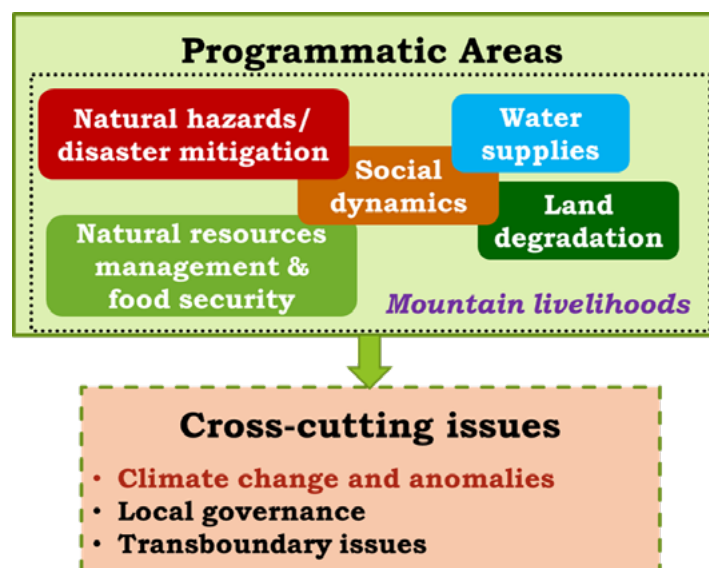 Programmatic Areas
Natural hazards/
disaster mitigation
Water
supplies
Social
dynamics
Land
degradation
Natural resources
management &
food security
Mountain livelihoods
Cross-cutting issues
• Climate change and anomalies
• Local governance
• Transboundary issues